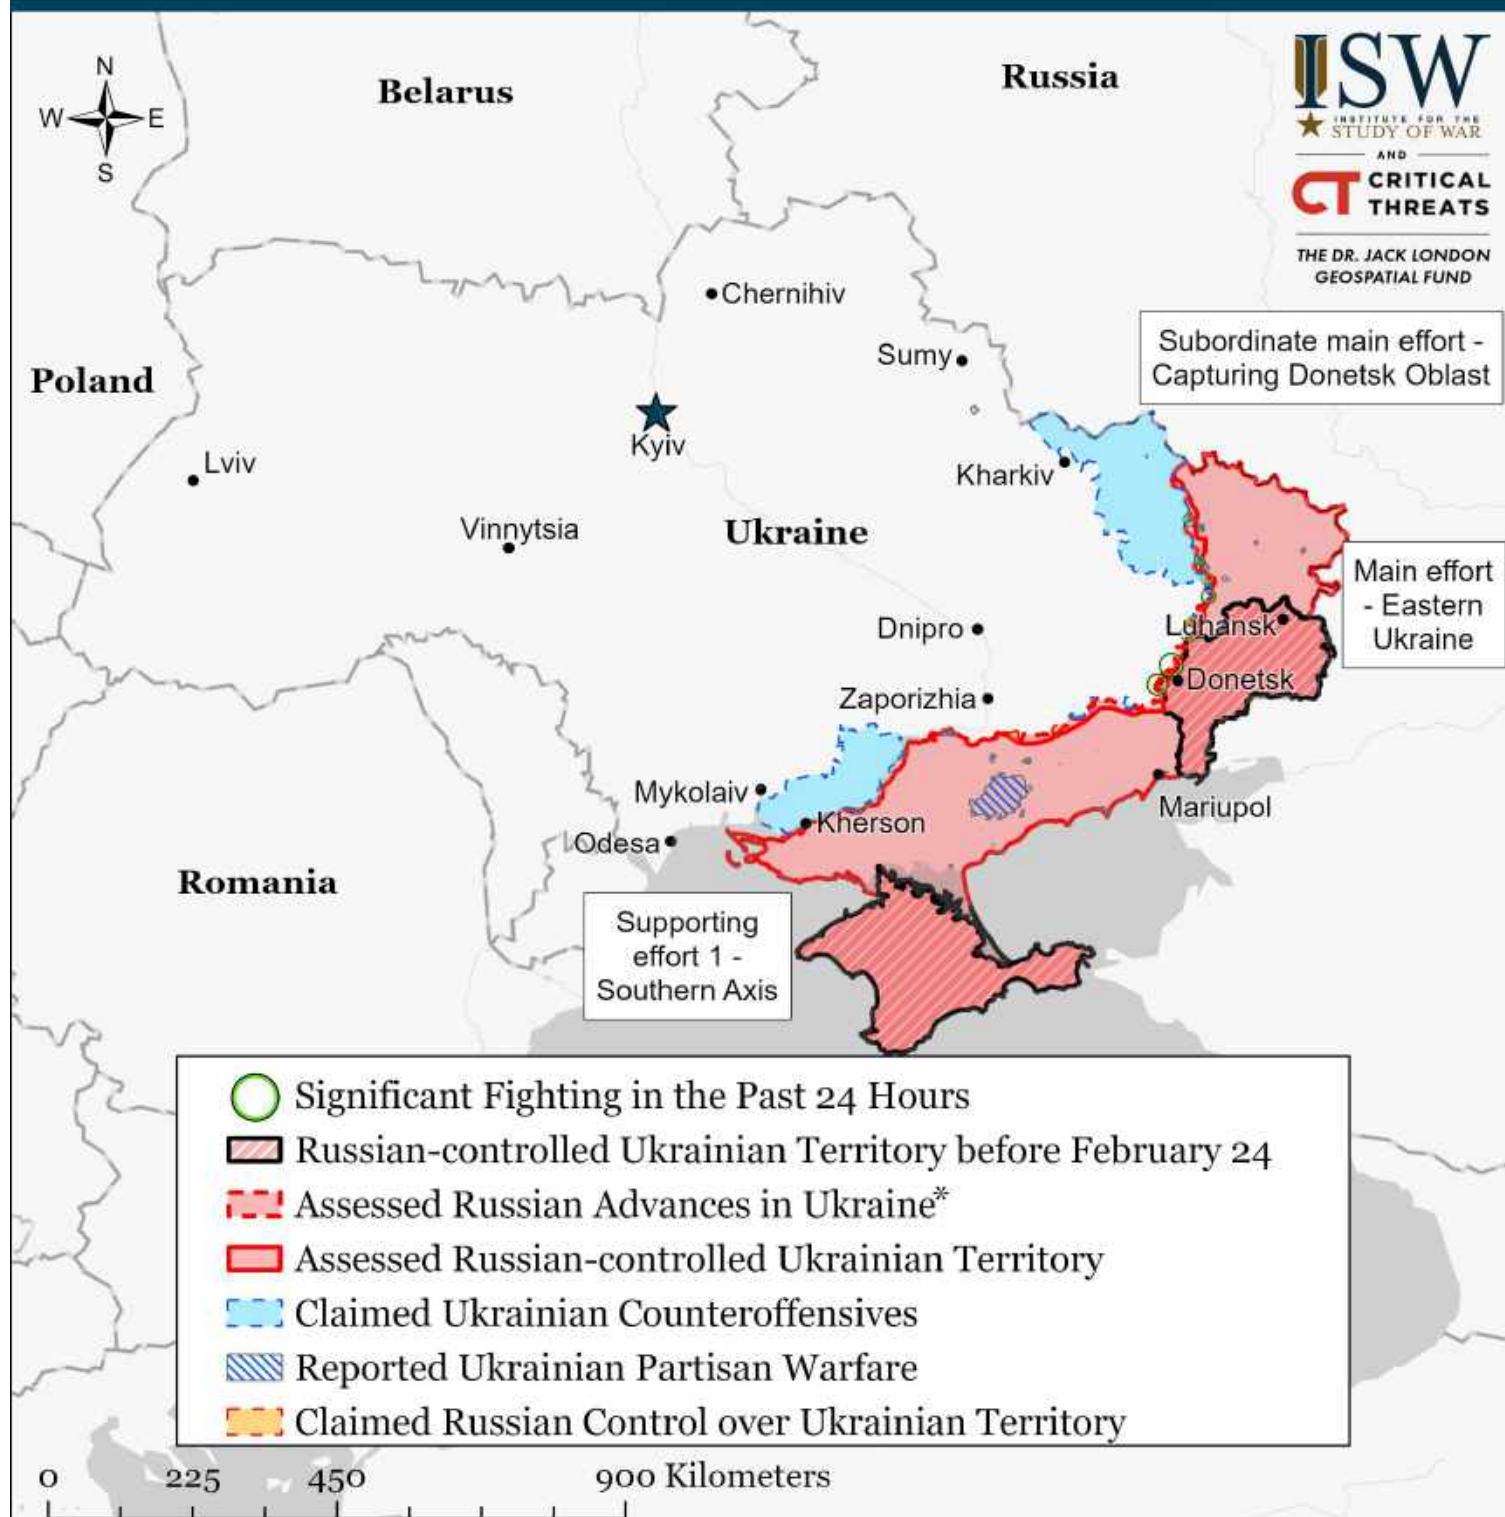 N
W E
S
Belarus
Russia
ISW
INSTITUTE FOR THE
STUDY OF WAR
AND
CT CRITICAL
THREATS
THE DR. JACK LONDON
GEOSPATIAL FUND
Chernihiv
Sumy
Subordinate main effort -
Capturing Donetsk Oblast
Poland
Kyiv
Lviv
Kharkiv
Vinnytsia
Ukraine
Main effort
- Eastern
Ukraine
Dnipro
Luhansk
Donetsk
Zaporizhia
Mykolaiv
Mariupol
Kherson
Odesa
Romania
Supporting
effort 1 -
Southern Axis
Significant Fighting in the Past 24 Hours
Russian-controlled Ukrainian Territory before February 24
Assessed Russian Advances in Ukraine*
Assessed Russian-controlled Ukrainian Territory
Claimed Ukrainian Counteroffensives
Reported Ukrainian Partisan Warfare
Claimed Russian Control over Ukrainian Territory
0 225 450 900 Kilometers